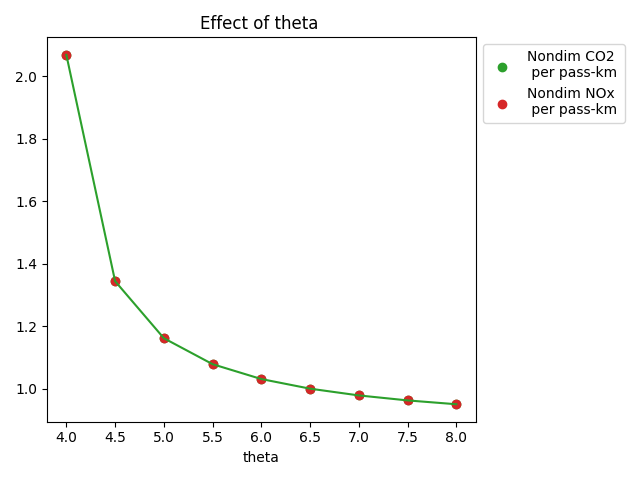 Effect of theta
Nondim CO2
per pass-km
Nondim NOx
per pass-km
2.0
1.8
1.6
1.4
1.2
1.0
4.0 4.5 5.0 5.5 6.0 6.5 7.0 7.5 8.0
theta